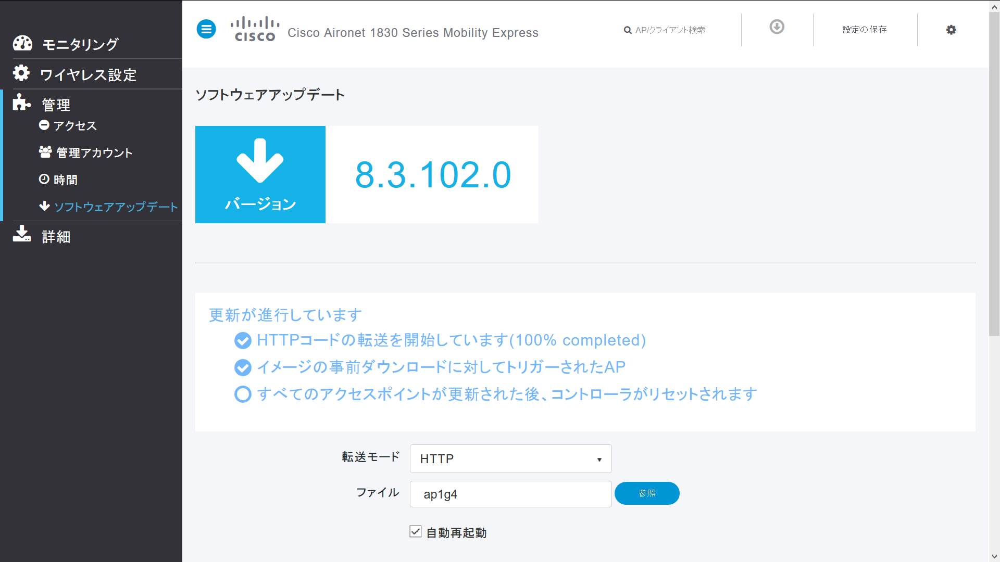 モニタリング
ワイヤレス設定
管理
アクセス
管理アカウント
時間
ソフトウェアアップデート
詳細
CISCO Cisco Aironet 1830 Series Mobility Express
AP/クライアント検索
設定の保存
ソフトウェアアップデート
バージョン
8.3.102.0
更新が進行しています
HTTPコードの転送を開始しています(100% completed)
イメージの事前ダウンロードに対してトリガーされたAP
すべてのアクセスポイントが更新された後、コントローラがリセットされます
転送モード HTTP
ファイル ap1g4 参照
自動再起動